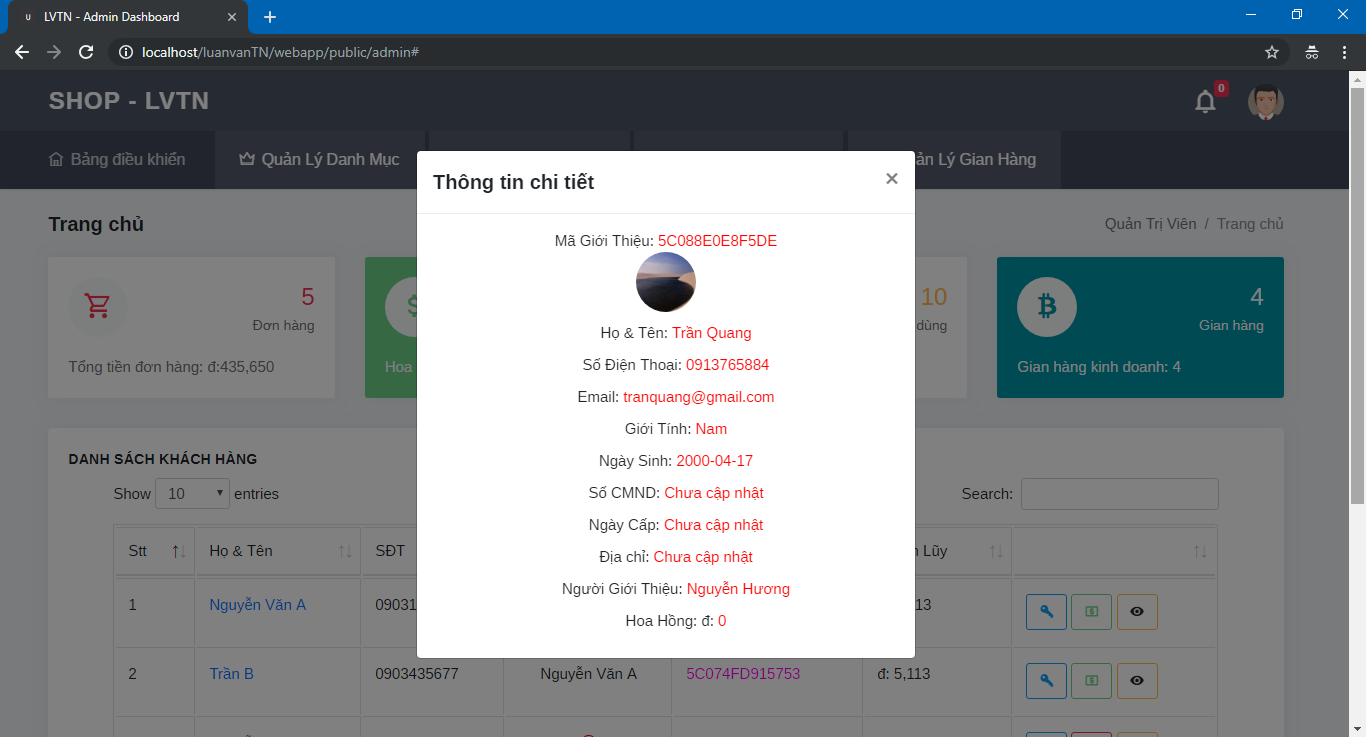 LVTN - Admin Dashboard
localhost/luanvanTN/webapp/public/admin#
SHOP - LVTN
0
Bảng điều khiển
Quản Lý Danh Mục
Lý Gian Hàng
Thông tin chi tiết
×
Trang chủ
Quản Trị Viên / Trang chủ
Mã Giới Thiệu: 5C088E0E8F5DE
Họ & Tên: Trần Quang
Số Điện Thoại: 0913765884
Email: tranquang@gmail.com
Giới Tính: Nam
Ngày Sinh: 2000-04-17
Số CMND: Chưa cập nhật
Ngày Cấp: Chưa cập nhật
Địa chỉ: Chưa cập nhật
Người Giới Thiệu: Nguyễn Hương
Hoa Hồng: đ: 0
5
Đơn hàng
Tổng tiền đơn hàng: đ:435,650
Hoa
10
dùng
4
Gian hàng
Gian hàng kinh doanh: 4
DANH SÁCH KHÁCH HÀNG
Show 10 entries
Search:
Stt Họ & Tên SĐT Lũy
1 Nguyễn Văn A 09031 13
2 Trần B 0903435677 Nguyễn Văn A 5C074FD915753 đ: 5,113